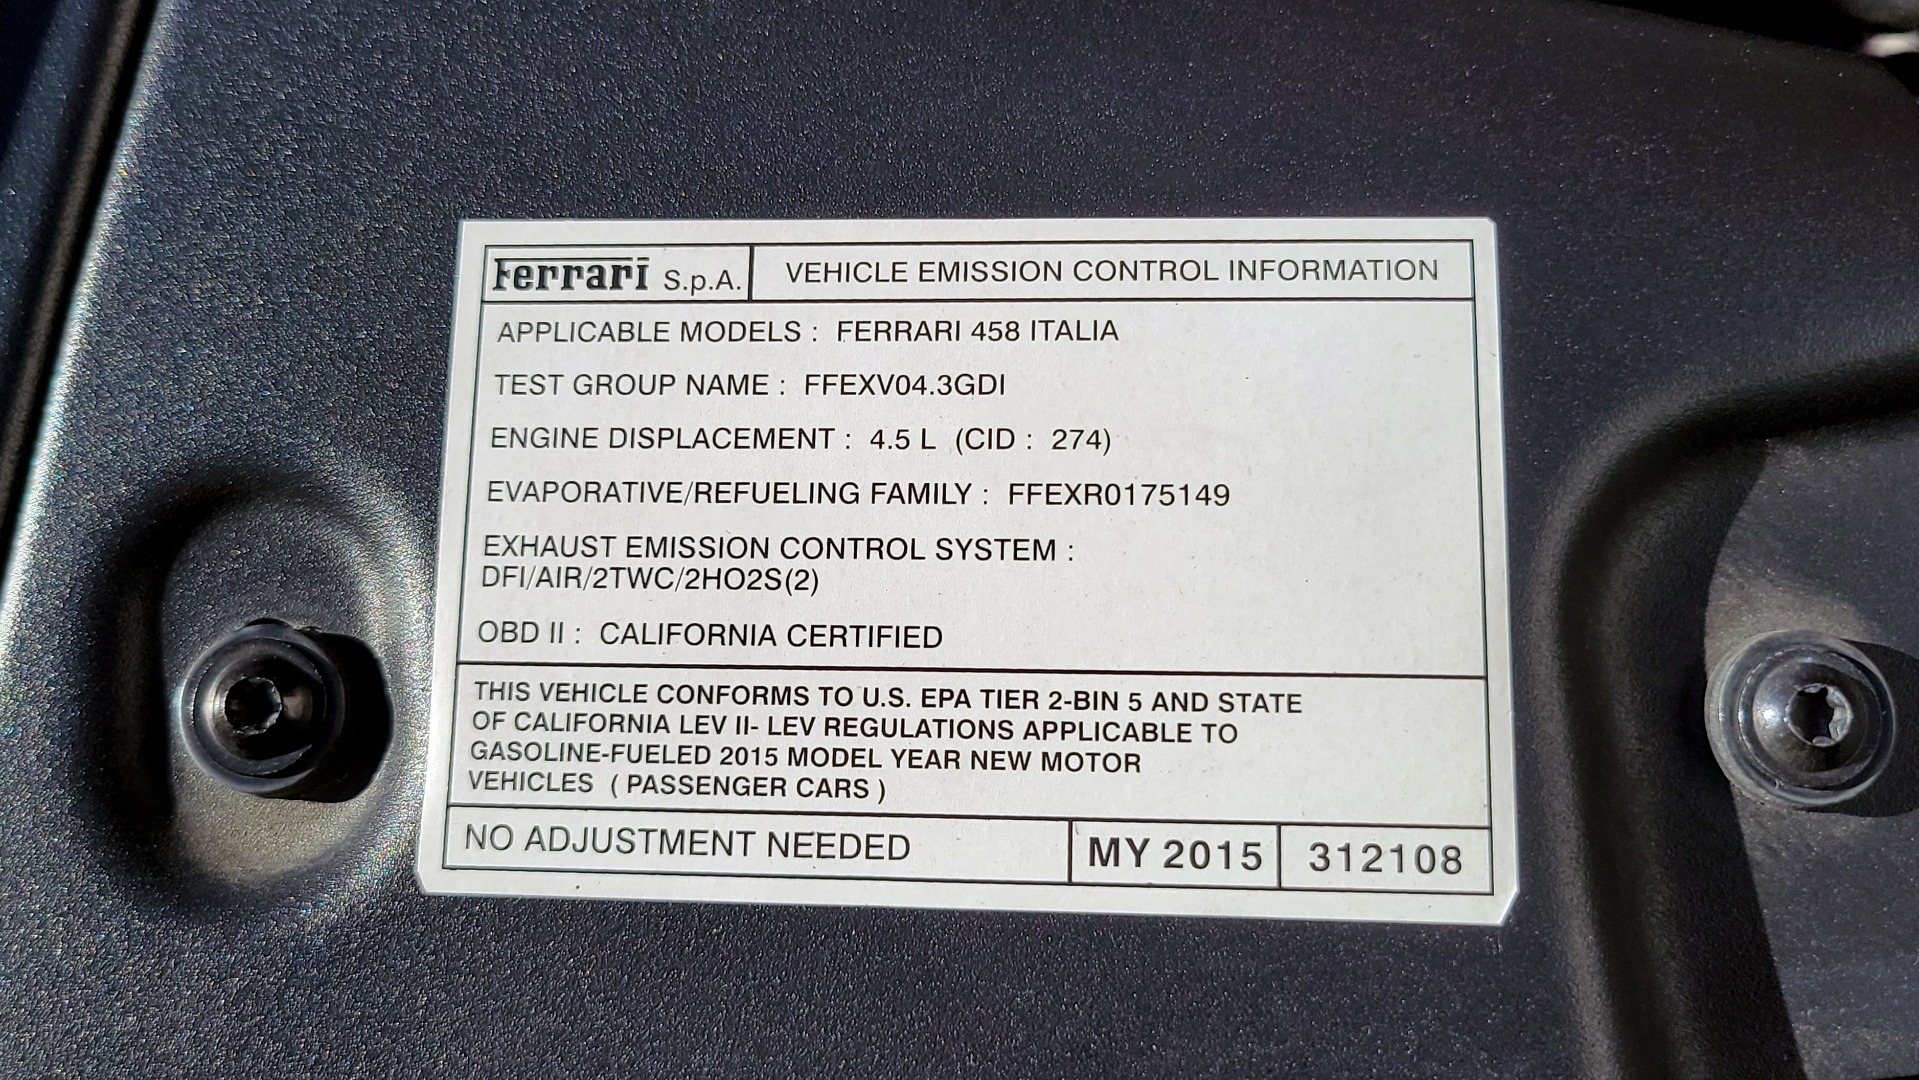 Ferrari S.p.A. VEHICLE EMISSION CONTROL INFORMATION
APPLICABLE MODELS : FERRARI 458 ITALIA
TEST GROUP NAME : FFEXV04.3GDI
ENGINE DISPLACEMENT : 4.5 L (CID : 274)
EVAPORATIVE/REFUELING FAMILY : FFEXR0175149
EXHAUST EMISSION CONTROL SYSTEM :
DFI/AIR/2TWC/2HO2S(2)
OBD II : CALIFORNIA CERTIFIED
THIS VEHICLE CONFORMS TO U.S. EPA TIER 2-BIN 5 AND STATE
OF CALIFORNIA LEV II- LEV REGULATIONS APPLICABLE TO
GASOLINE-FUELED 2015 MODEL YEAR NEW MOTOR
VEHICLES ( PASSENGER CARS )
NO ADJUSTMENT NEEDED MY 2015 312108